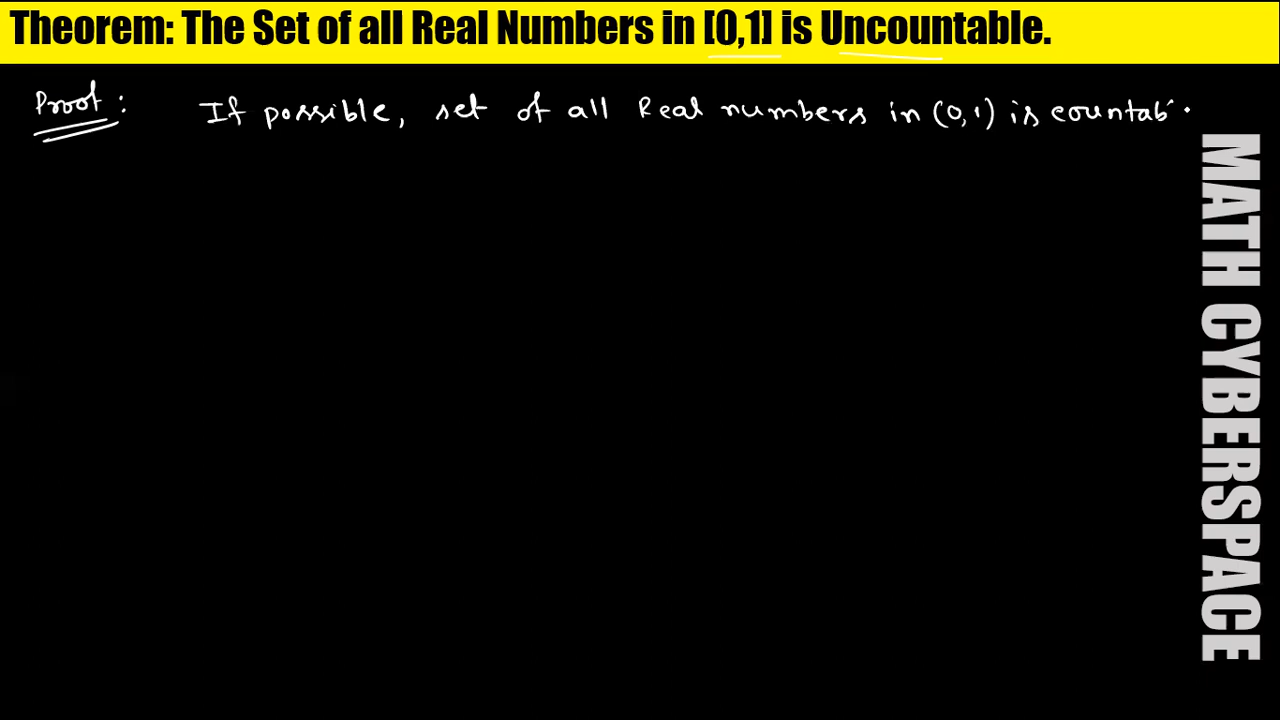 Theorem: The Set of all Real Numbers in [0,1] is Uncountable.
Proof : If possible, set of all Real numbers in (0,1) is countab
MATH CYBERSPACE